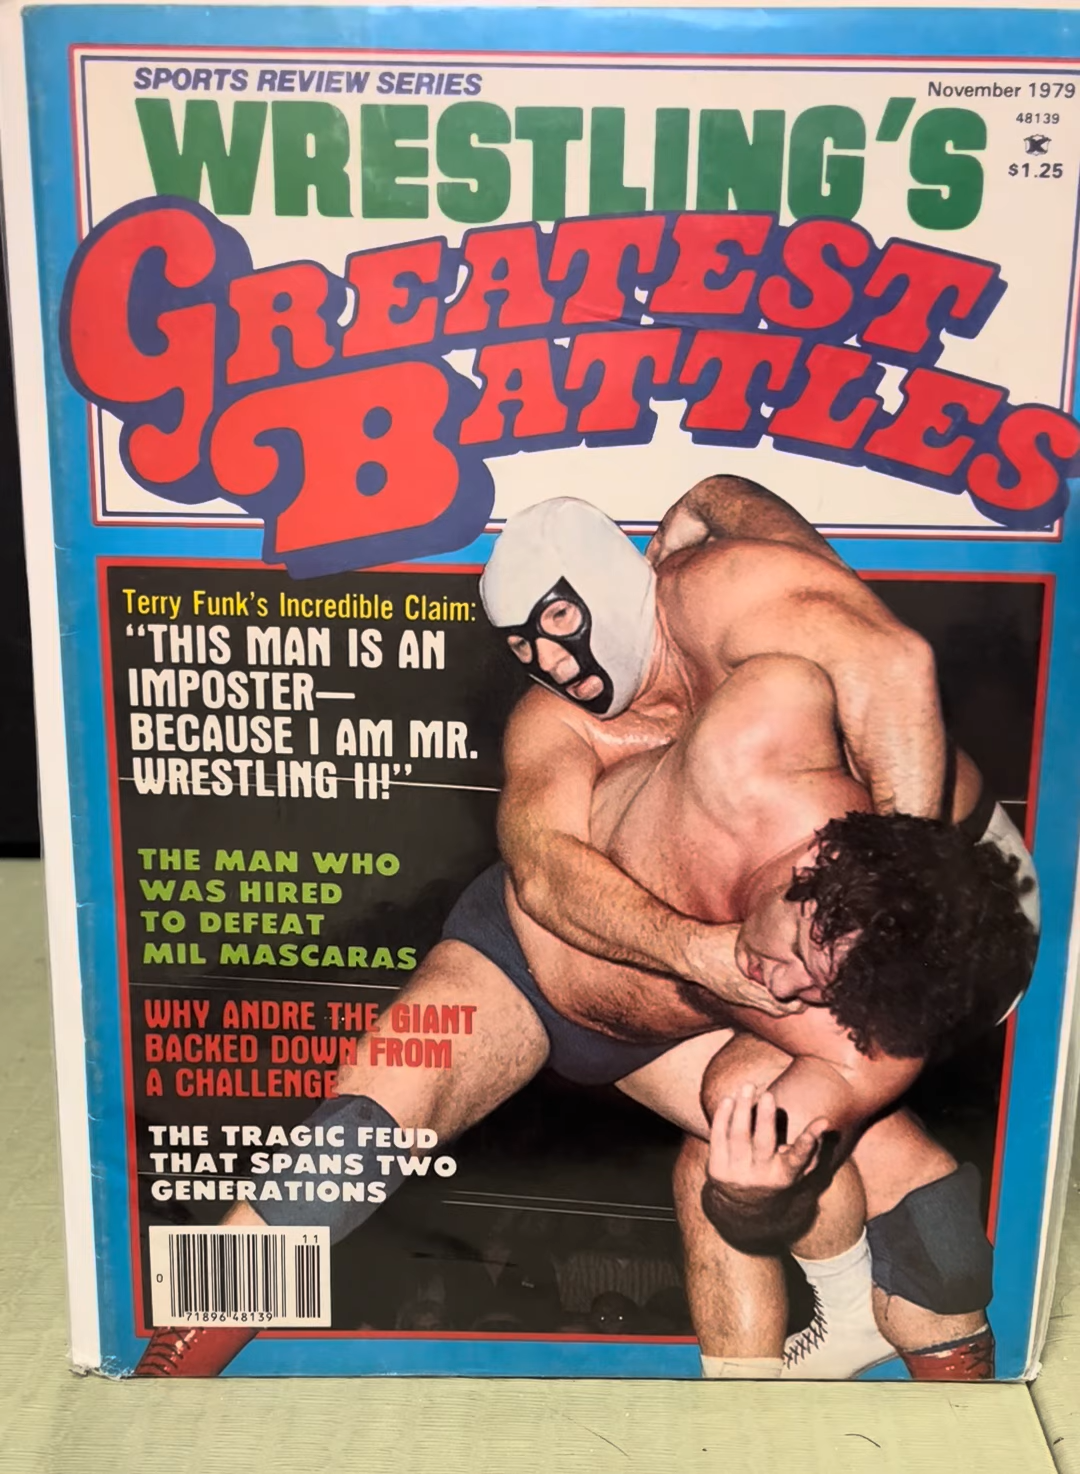 SPORTS REVIEW SERIES
November 1979
48139
$1.25
WRESTLING'S
GREATEST
BATTLES
Terry Funk's Incredible Claim:
“THIS MAN IS AN
IMPOSTER—
BECAUSE I AM MR.
WRESTLING II!”
THE MAN WHO
WAS HIRED
TO DEFEAT
MIL MASCARAS
WHY ANDRE THE GIANT
BACKED DOWN FROM
A CHALLENGE
THE TRAGIC FEUD
THAT SPANS TWO
GENERATIONS
11
0
71896 48139